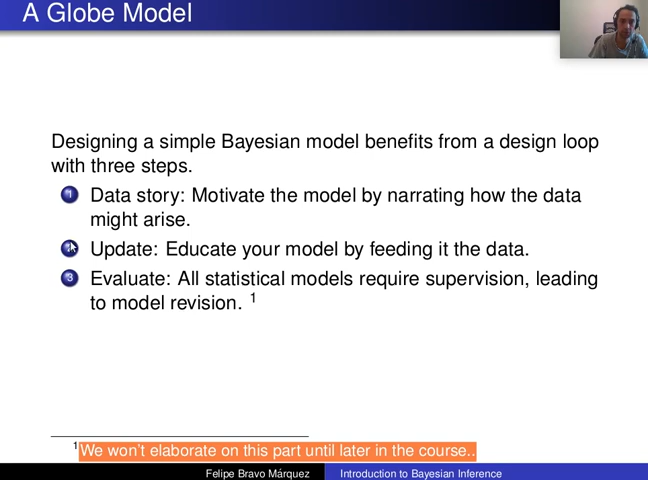 A Globe Model
Designing a simple Bayesian model benefits from a design loop
with three steps.
1 Data story: Motivate the model by narrating how the data
might arise.
2 Update: Educate your model by feeding it the data.
3 Evaluate: All statistical models require supervision, leading
to model revision. 1
1 We won't elaborate on this part until later in the course..
Felipe Bravo Márquez Introduction to Bayesian Inference